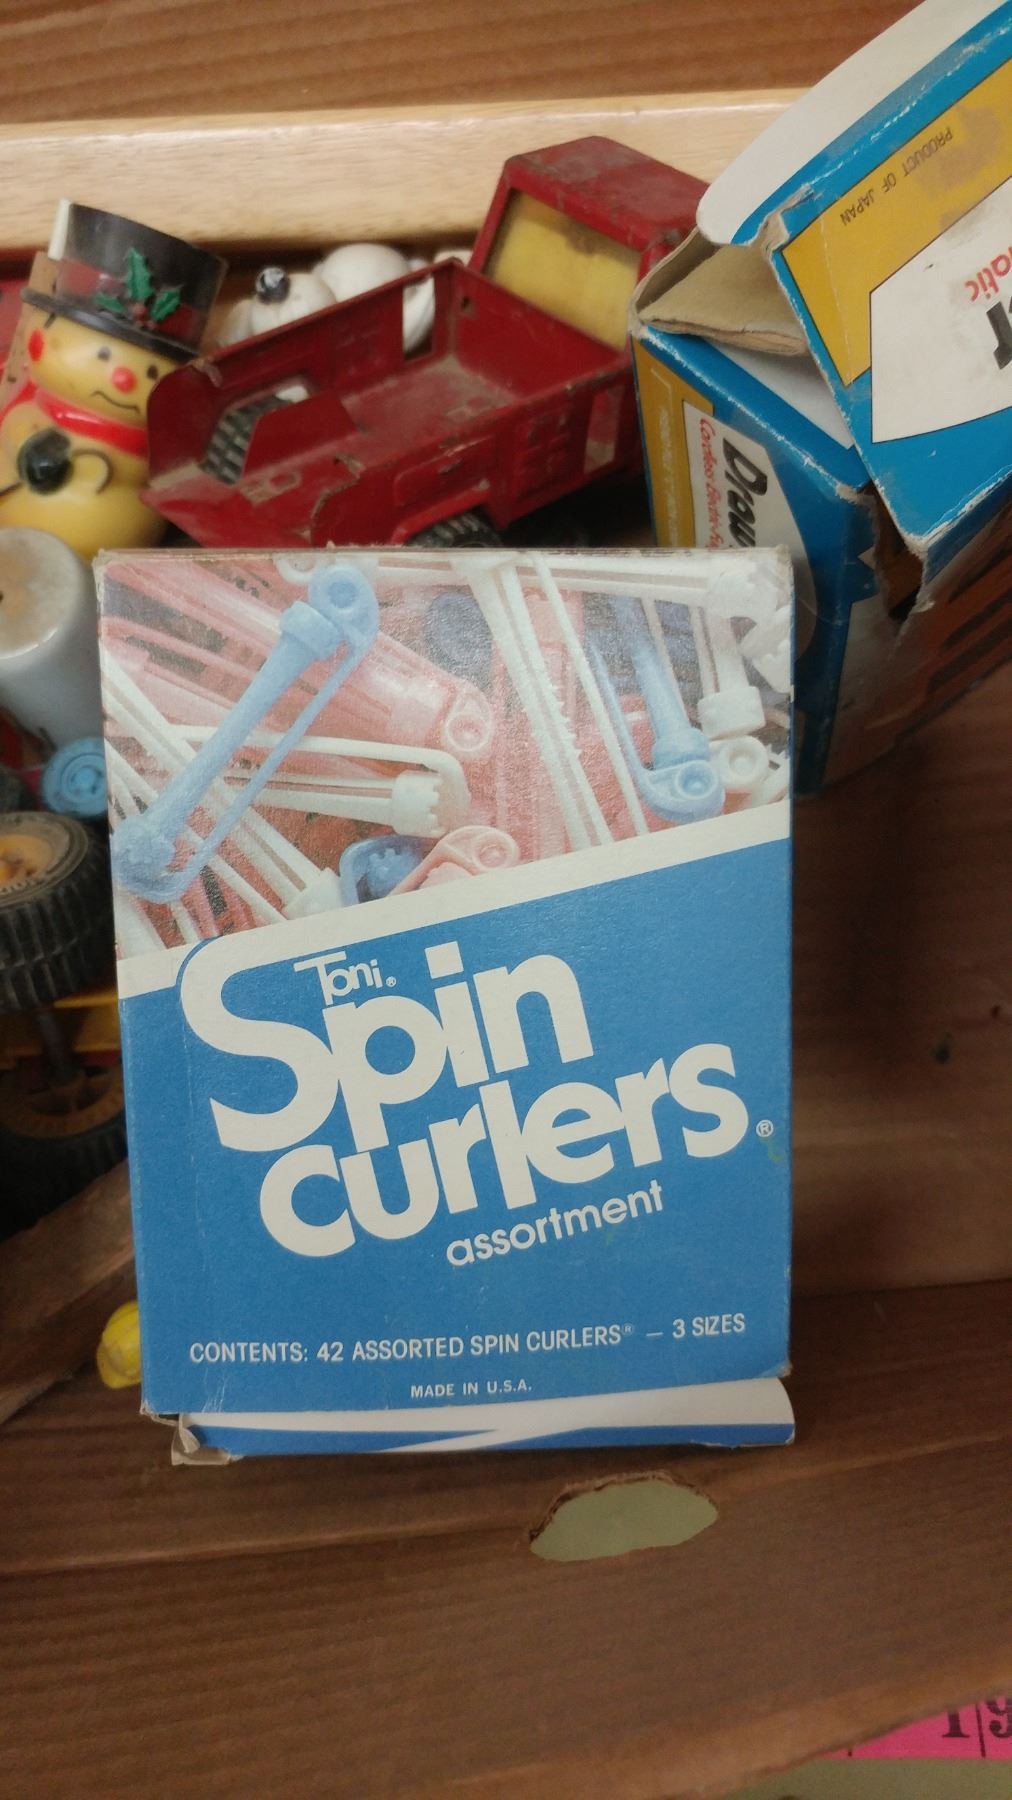 PRODUCT OF JAPAN
Toni®
Spin
curlers®
assortment
CONTENTS: 42 ASSORTED SPIN CURLERS® — 3 SIZES
MADE IN U.S.A.